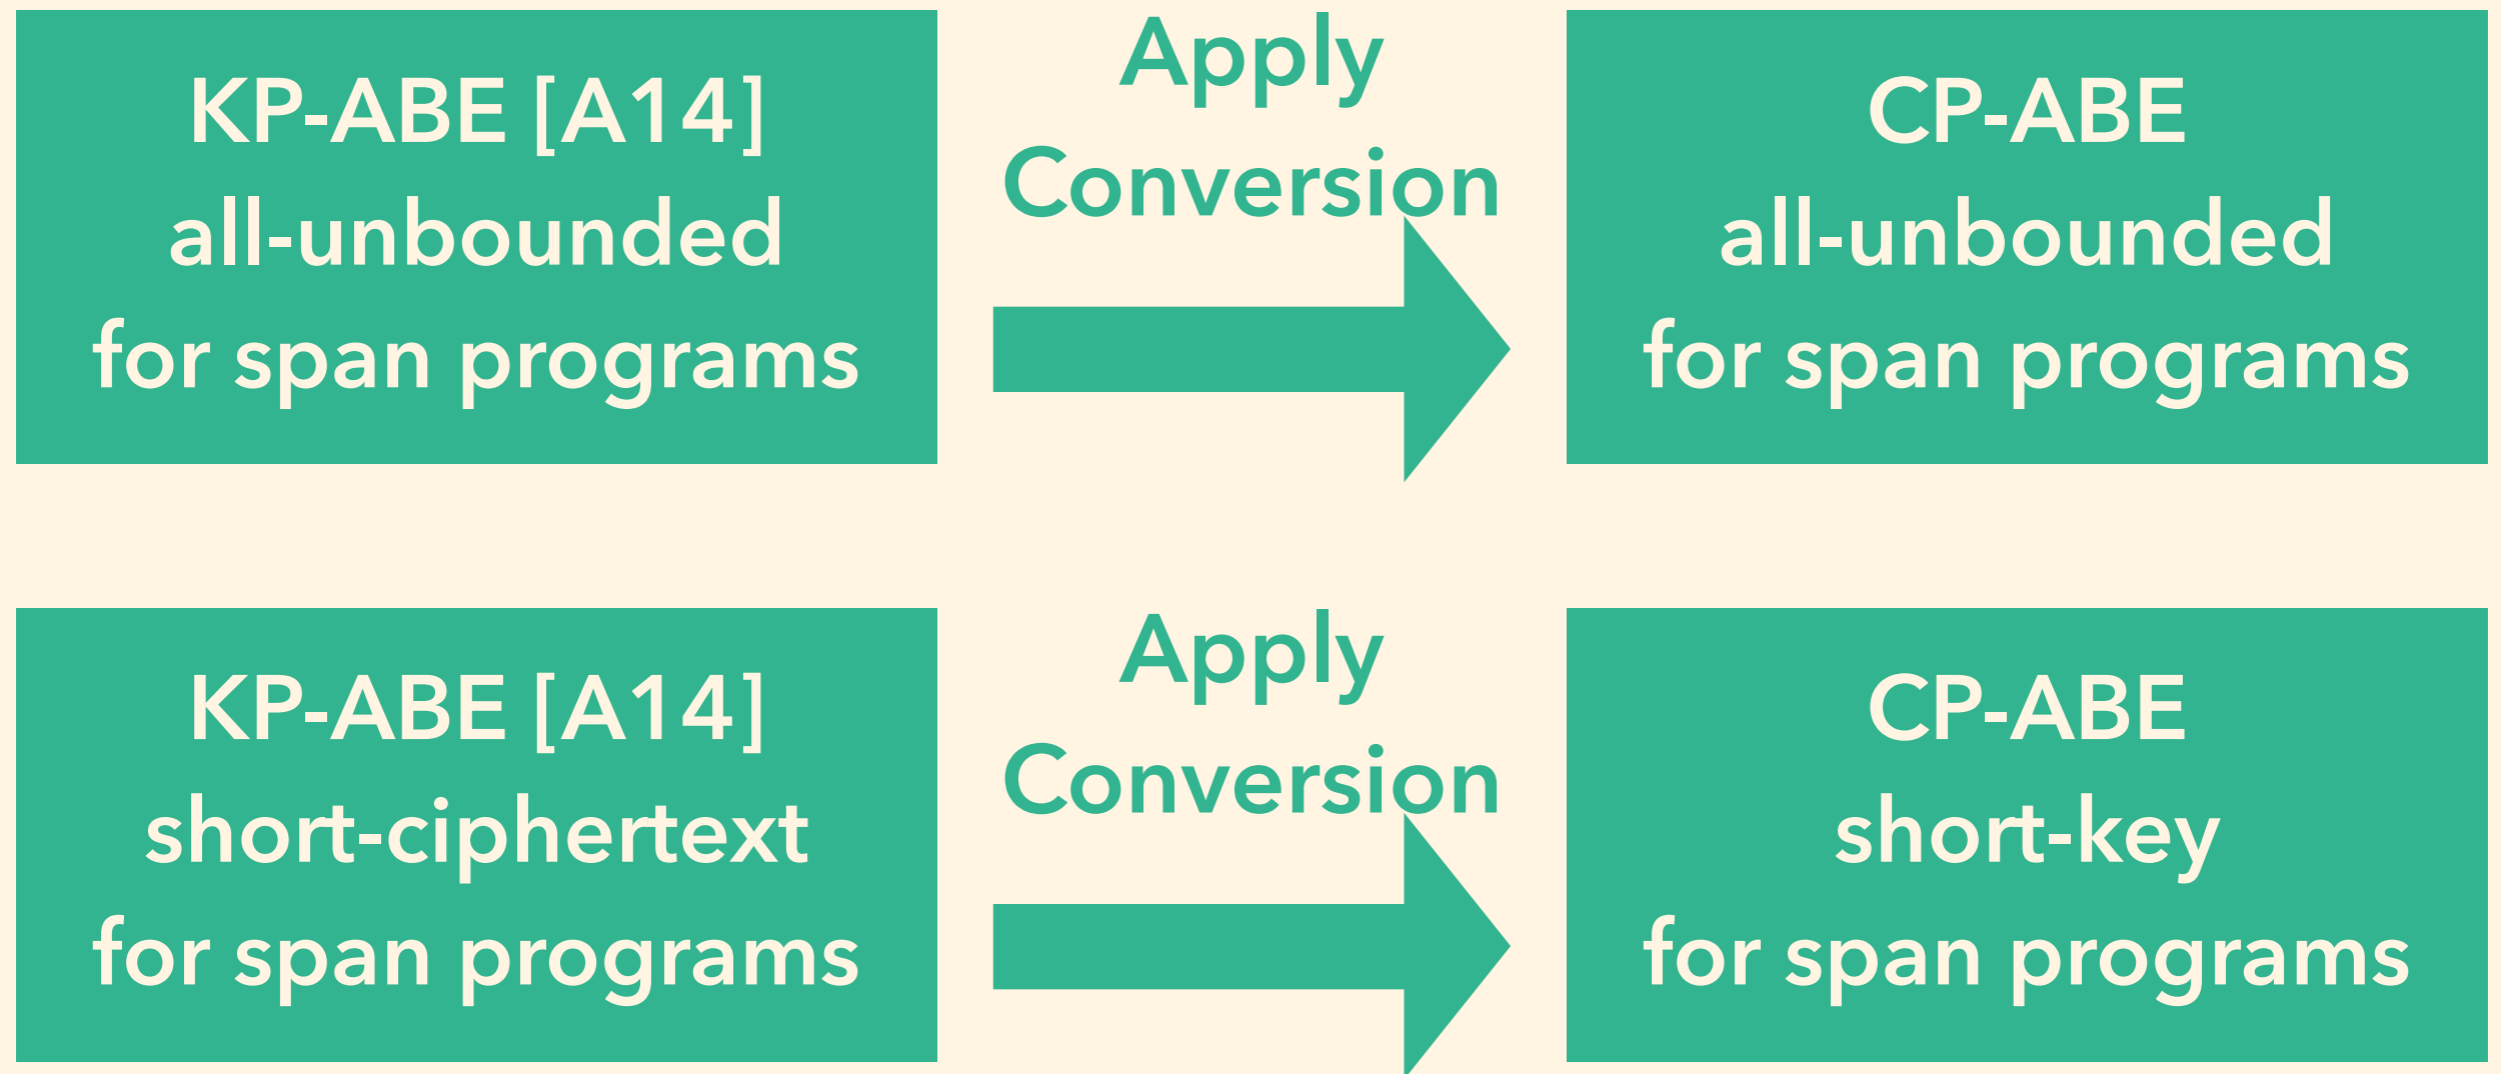 KP-ABE [A14]
all-unbounded
for span programs
Apply
Conversion
CP-ABE
all-unbounded
for span programs
KP-ABE [A14]
short-ciphertext
for span programs
Apply
Conversion
CP-ABE
short-key
for span programs